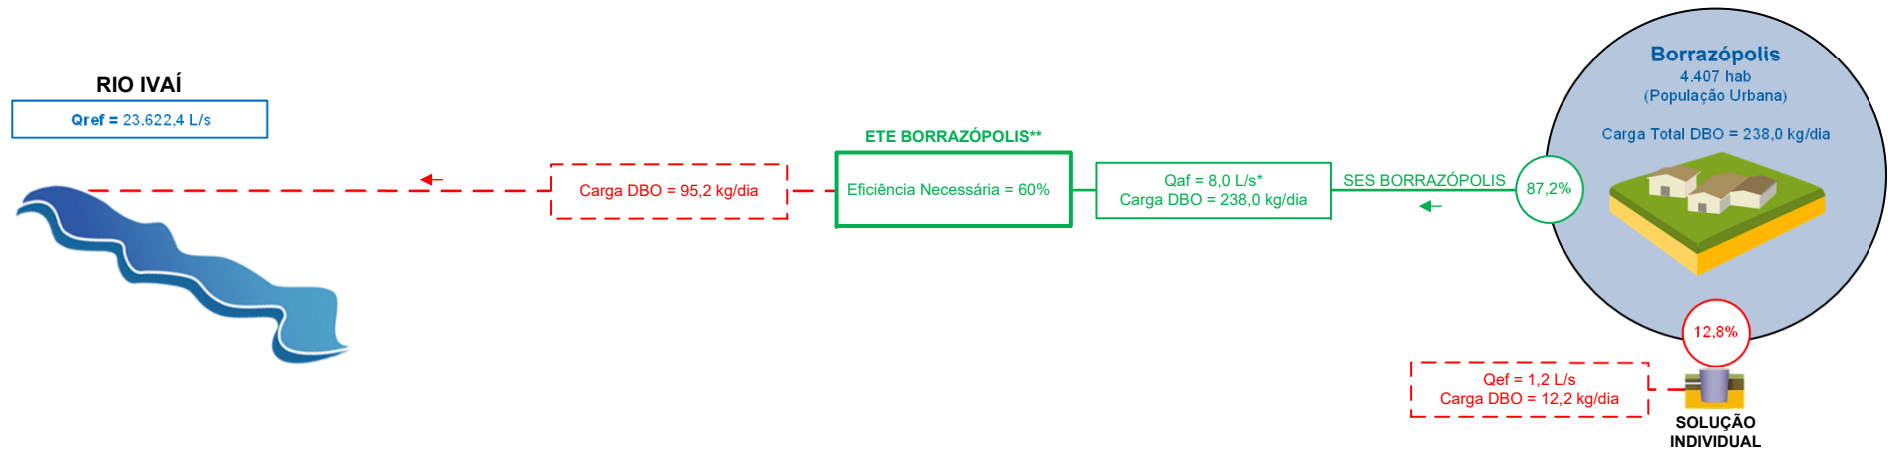 RIO IVAÍ
Qref = 23.622,4 L/s
Carga DBO = 95,2 kg/dia
ETE BORRAZÓPOLIS**
Eficiência Necessária = 60%
Qaf = 8,0 L/s*
Carga DBO = 238,0 kg/dia
SES BORRAZÓPOLIS
87,2%
Borrazópolis
4.407 hab
(População Urbana)
Carga Total DBO = 238,0 kg/dia
12,8%
Qef = 1,2 L/s
Carga DBO = 12,2 kg/dia
SOLUÇÃO
INDIVIDUAL